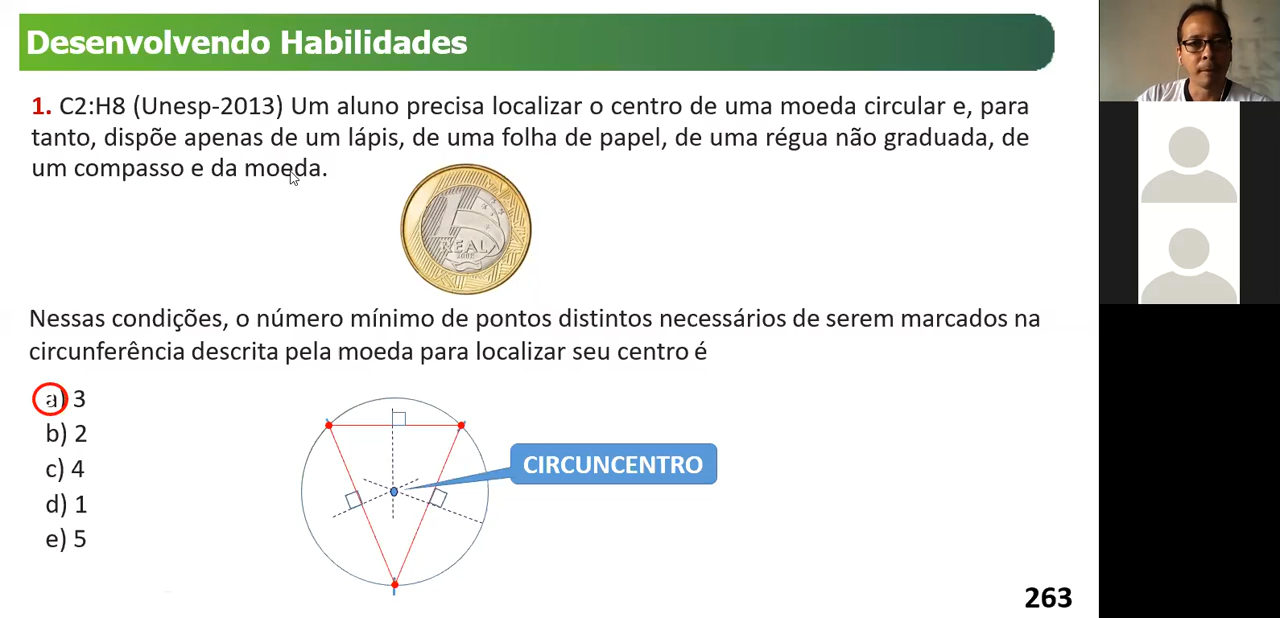 Desenvolvendo Habilidades
1. C2:H8 (Unesp-2013) Um aluno precisa localizar o centro de uma moeda circular e, para
tanto, dispõe apenas de um lápis, de uma folha de papel, de uma régua não graduada, de
um compasso e da moeda.
1
REAL
Nessas condições, o número mínimo de pontos distintos necessários de serem marcados na
circunferência descrita pela moeda para localizar seu centro é
a) 3
b) 2
c) 4
d) 1
e) 5
CIRCUNCENTRO
263